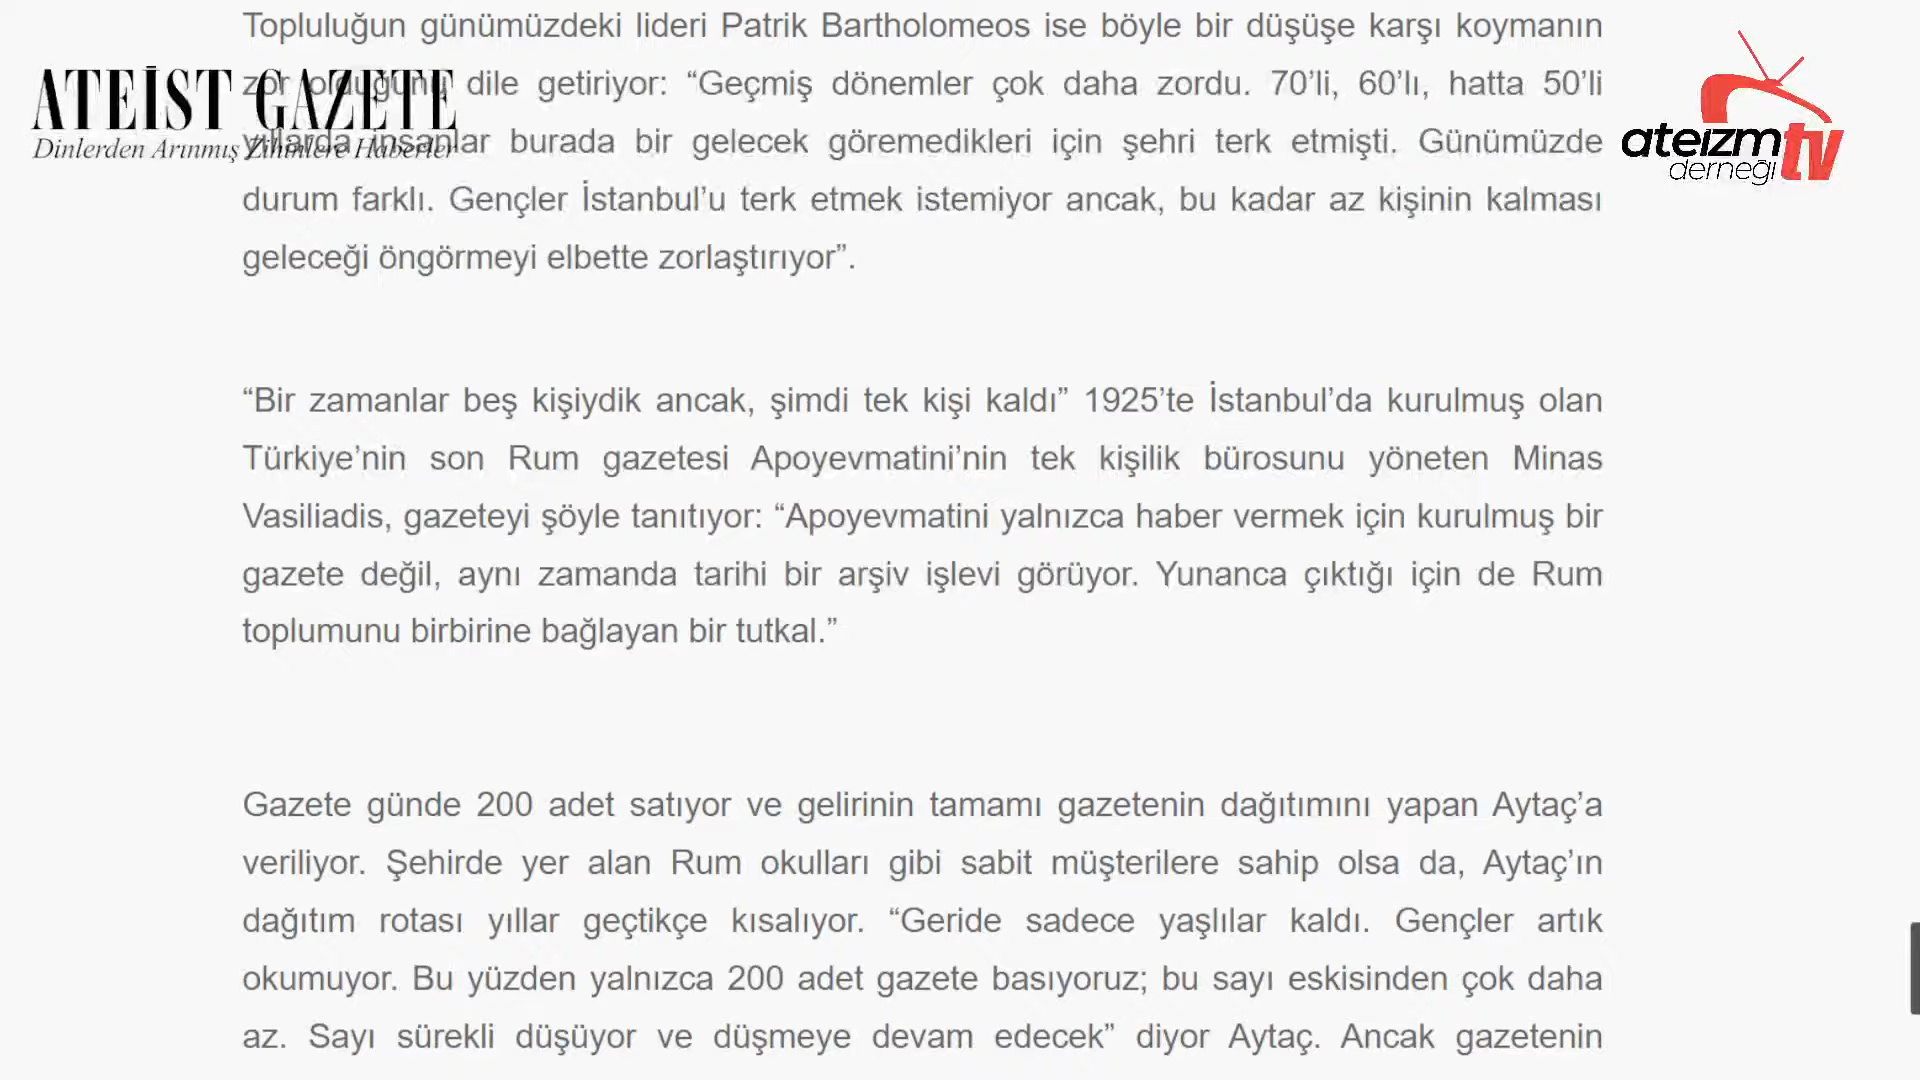 Topluluğun günümüzdeki lideri Patrik Bartholomeos ise böyle bir düşüşe karşı koymanın
zor olduğunu dile getiriyor: “Geçmiş dönemler çok daha zordu. 70’li, 60’lı, hatta 50’li
yıllarda insanlar burada bir gelecek göremedikleri için şehri terk etmişti. Günümüzde
durum farklı. Gençler İstanbul’u terk etmek istemiyor ancak, bu kadar az kişinin kalması
geleceği öngörmeyi elbette zorlaştırıyor”.
ATEİST GAZETE
Dinlerden Arınmış Zihinlere Haberler
ateizm tv
derneği
“Bir zamanlar beş kişiydik ancak, şimdi tek kişi kaldı” 1925’te İstanbul’da kurulmuş olan
Türkiye’nin son Rum gazetesi Apoyevmatini’nin tek kişilik bürosunu yöneten Minas
Vasiliadis, gazeteyi şöyle tanıtıyor: “Apoyevmatini yalnızca haber vermek için kurulmuş bir
gazete değil, aynı zamanda tarihi bir arşiv işlevi görüyor. Yunanca çıktığı için de Rum
toplumunu birbirine bağlayan bir tutkal.”
Gazete günde 200 adet satıyor ve gelirinin tamamı gazetenin dağıtımını yapan Aytaç’a
veriliyor. Şehirde yer alan Rum okulları gibi sabit müşterilere sahip olsa da, Aytaç’ın
dağıtım rotası yıllar geçtikçe kısalıyor. “Geride sadece yaşlılar kaldı. Gençler artık
okumuyor. Bu yüzden yalnızca 200 adet gazete basıyoruz; bu sayı eskisinden çok daha
az. Sayı sürekli düşüyor ve düşmeye devam edecek” diyor Aytaç. Ancak gazetenin